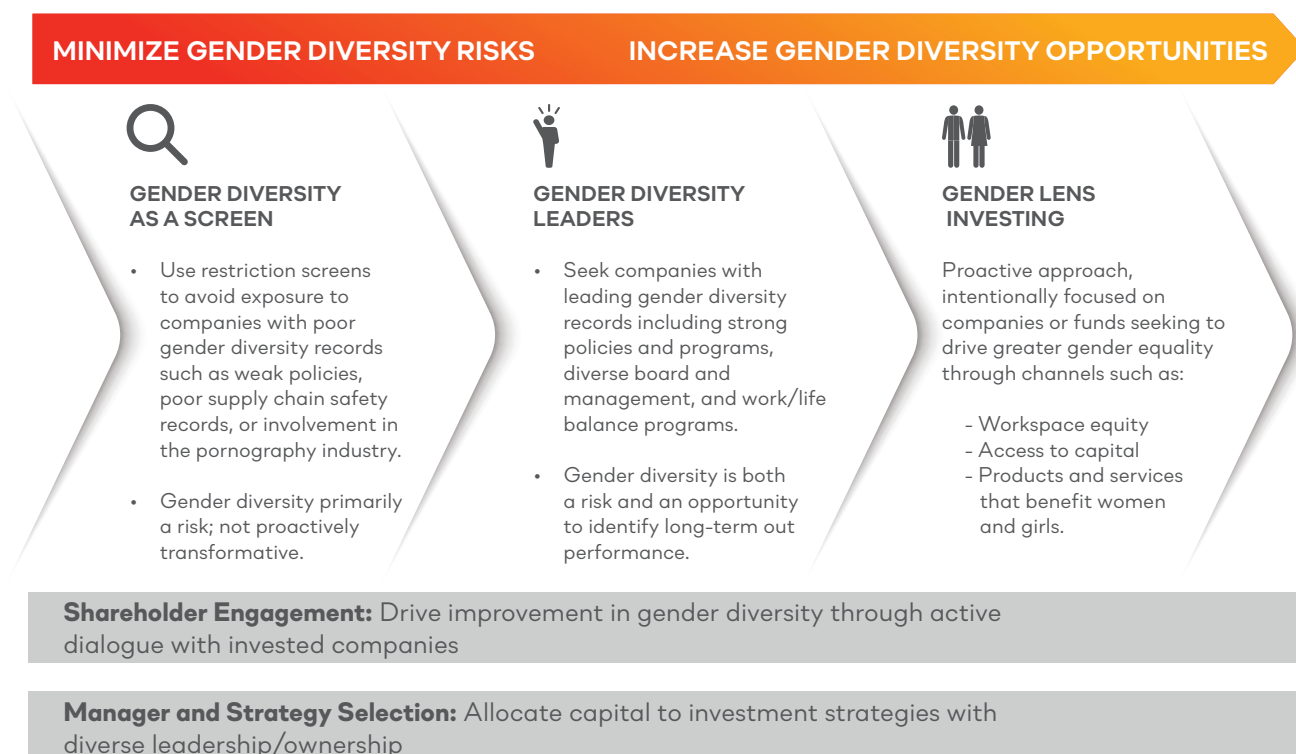 MINIMIZE GENDER DIVERSITY RISKS
INCREASE GENDER DIVERSITY OPPORTUNITIES
GENDER DIVERSITY
AS A SCREEN
• Use restriction screens
to avoid exposure to
companies with poor
gender diversity records
such as weak policies,
poor supply chain safety
records, or involvement in
the pornography industry.
• Gender diversity primarily
a risk; not proactively
transformative.
GENDER DIVERSITY
LEADERS
• Seek companies with
leading gender diversity
records including strong
policies and programs,
diverse board and
management, and work/life
balance programs.
• Gender diversity is both
a risk and an opportunity
to identify long-term out
performance.
GENDER LENS
INVESTING
Proactive approach,
intentionally focused on
companies or funds seeking to
drive greater gender equality
through channels such as:
- Workspace equity
- Access to capital
- Products and services
that benefit women
and girls.
Shareholder Engagement: Drive improvement in gender diversity through active
dialogue with invested companies
Manager and Strategy Selection: Allocate capital to investment strategies with
diverse leadership/ownership